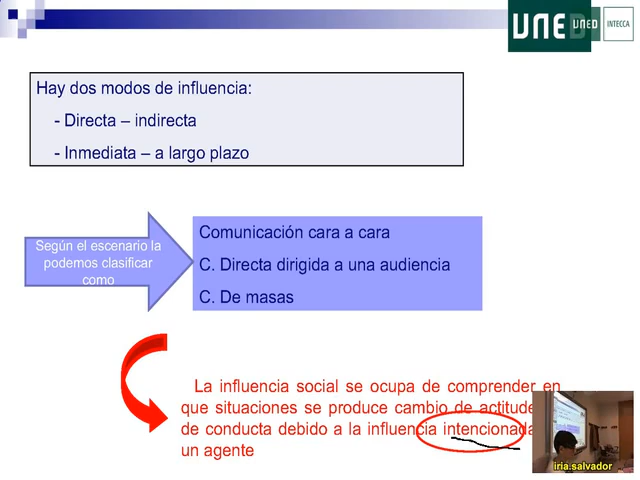 UNED
UNED
INTECCA
Hay dos modos de influencia:
- Directa – indirecta
- Inmediata – a largo plazo
Según el escenario la
podemos clasificar
como
Comunicación cara a cara
C. Directa dirigida a una audiencia
C. De masas
La influencia social se ocupa de comprender en
que situaciones se produce cambio de actitude
de conducta debido a la influencia intencionada
un agente
iria.salvador